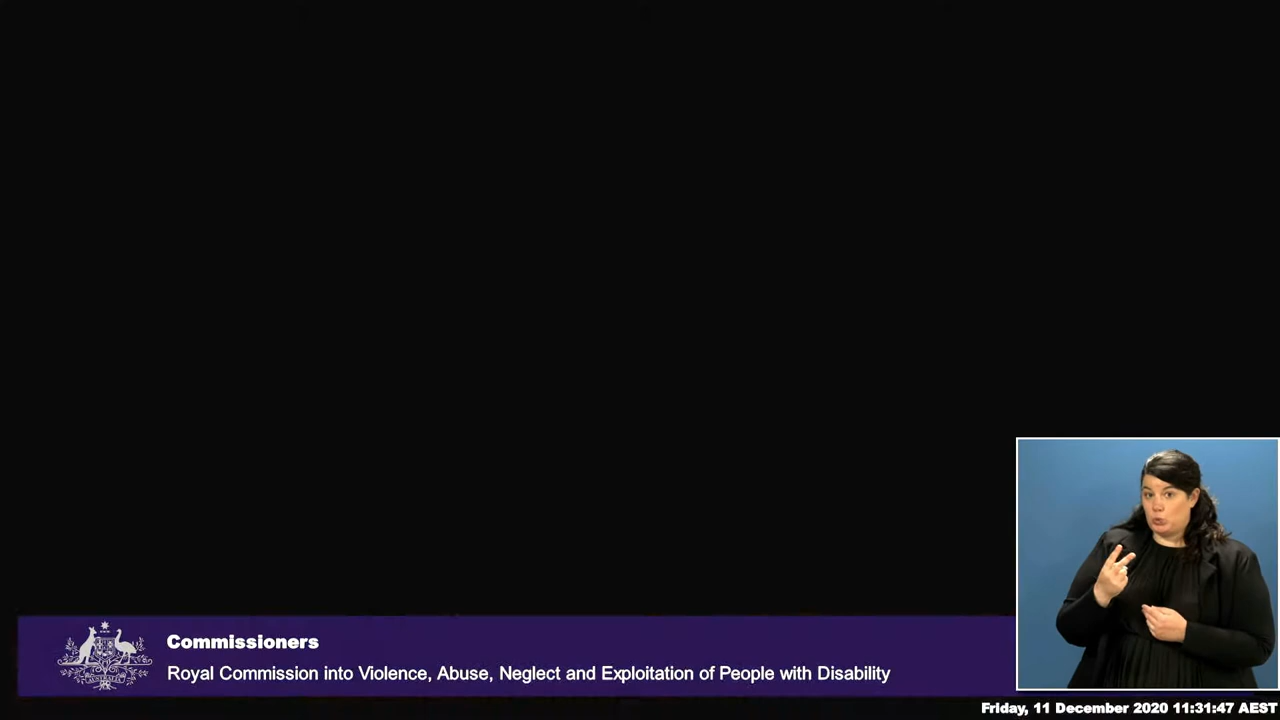 Commissioners
Royal Commission into Violence, Abuse, Neglect and Exploitation of People with Disability
Friday, 11 December 2020 11:31:47 AEST